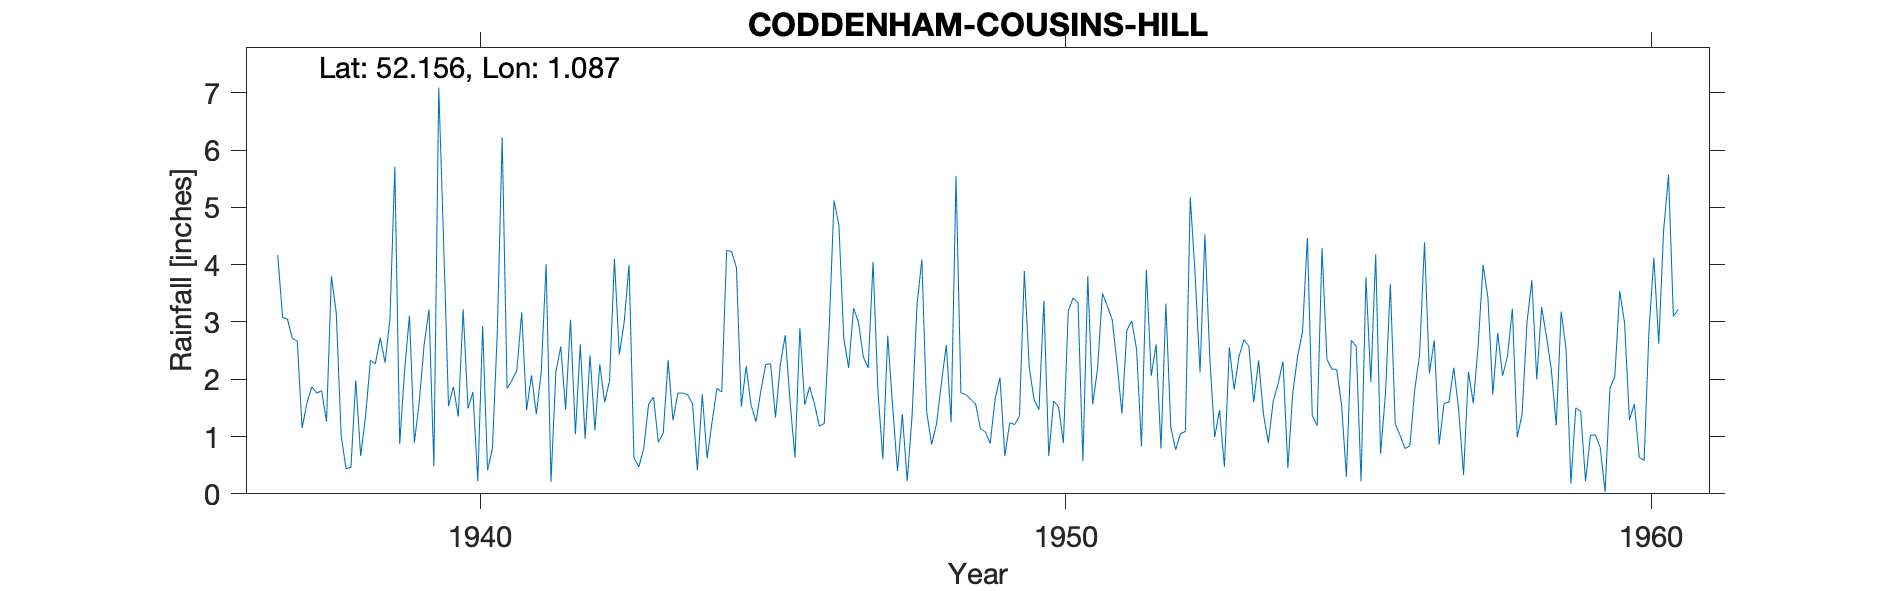 CODDENHAM-COUSINS-HILL
Lat: 52.156, Lon: 1.087
7
6
5
4
3
2
1
0
Rainfall [inches]
1940 1950 1960
Year